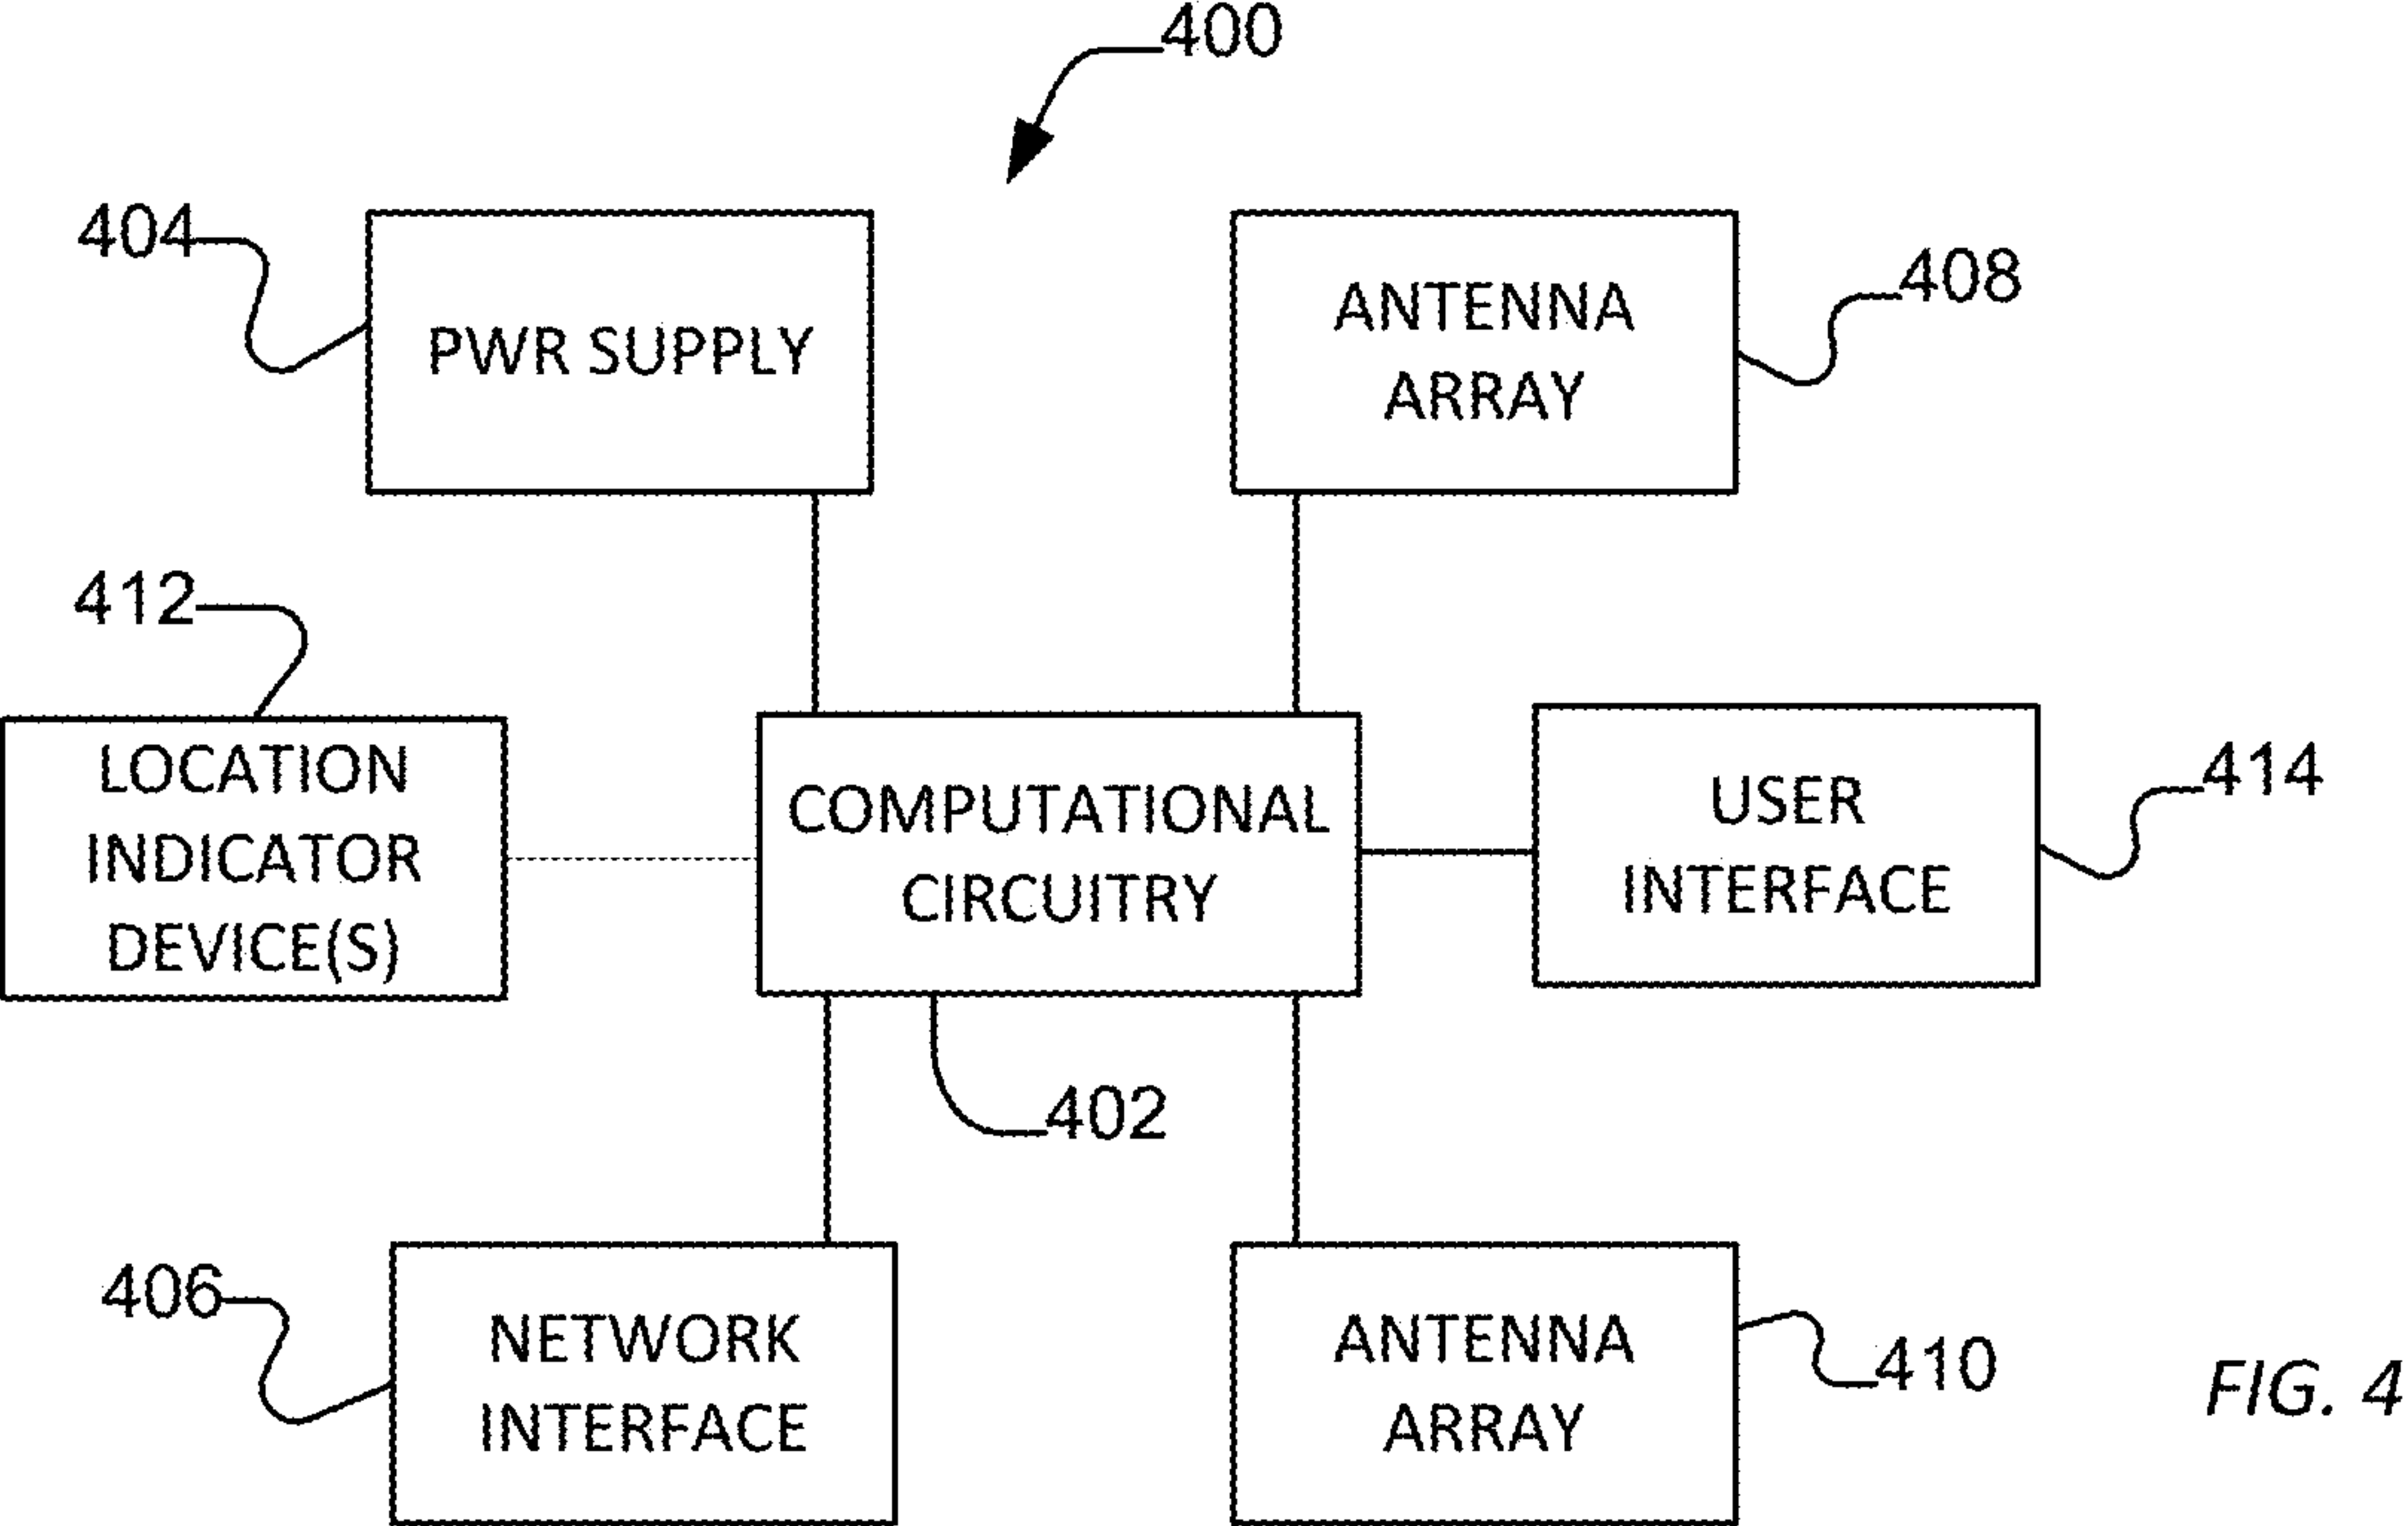 400
404
PWR SUPPLY
ANTENNA
ARRAY
408
412
LOCATION
INDICATOR
DEVICE(S)
COMPUTATIONAL
CIRCUITRY
USER
INTERFACE
414
402
406
NETWORK
INTERFACE
ANTENNA
ARRAY
410
FIG. 4